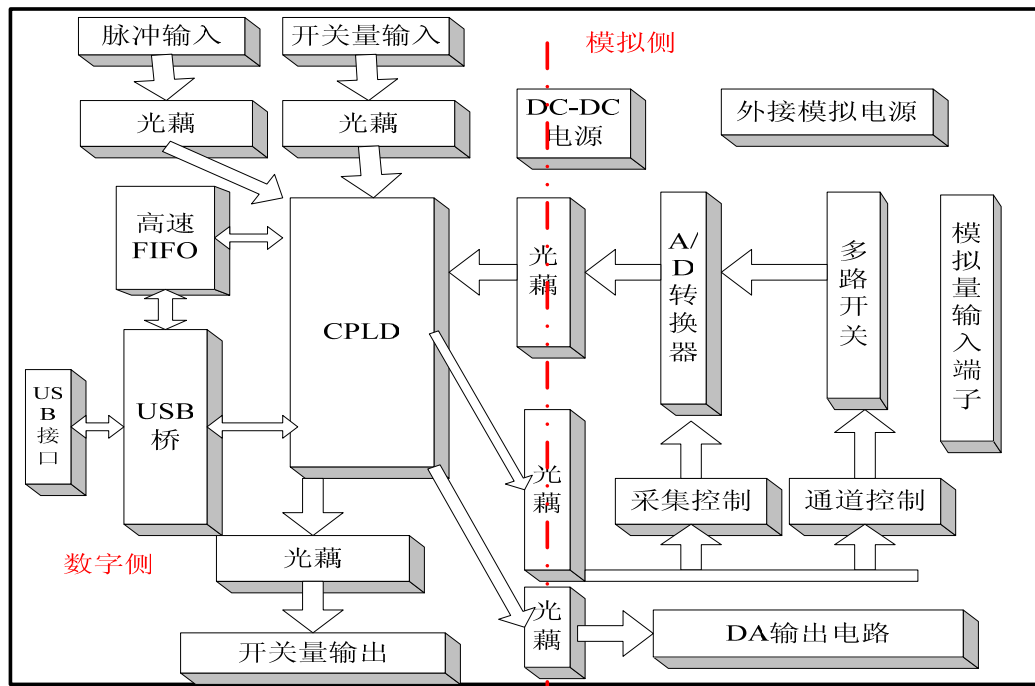 脉冲输入
开关量输入
模拟侧
光藕
光藕
DC-DC
电源
外接模拟电源
高速
FIFO
CPLD
光藕
A/
D转换器
多路开关
模拟量输入端子
US
B接口
USB
桥
光藕
采集控制
通道控制
数字侧
光藕
光藕
DA输出电路
开关量输出